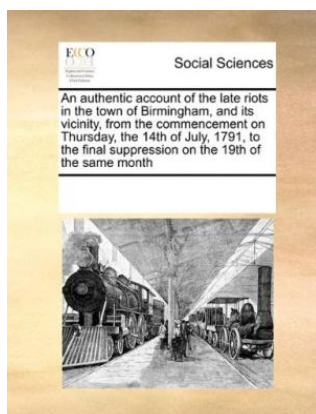 ECCO
Social Sciences
An authentic account of the late riots
in the town of Birmingham, and its
vicinity, from the commencement on
Thursday, the 14th of July, 1791, to
the final suppression on the 19th of
the same month